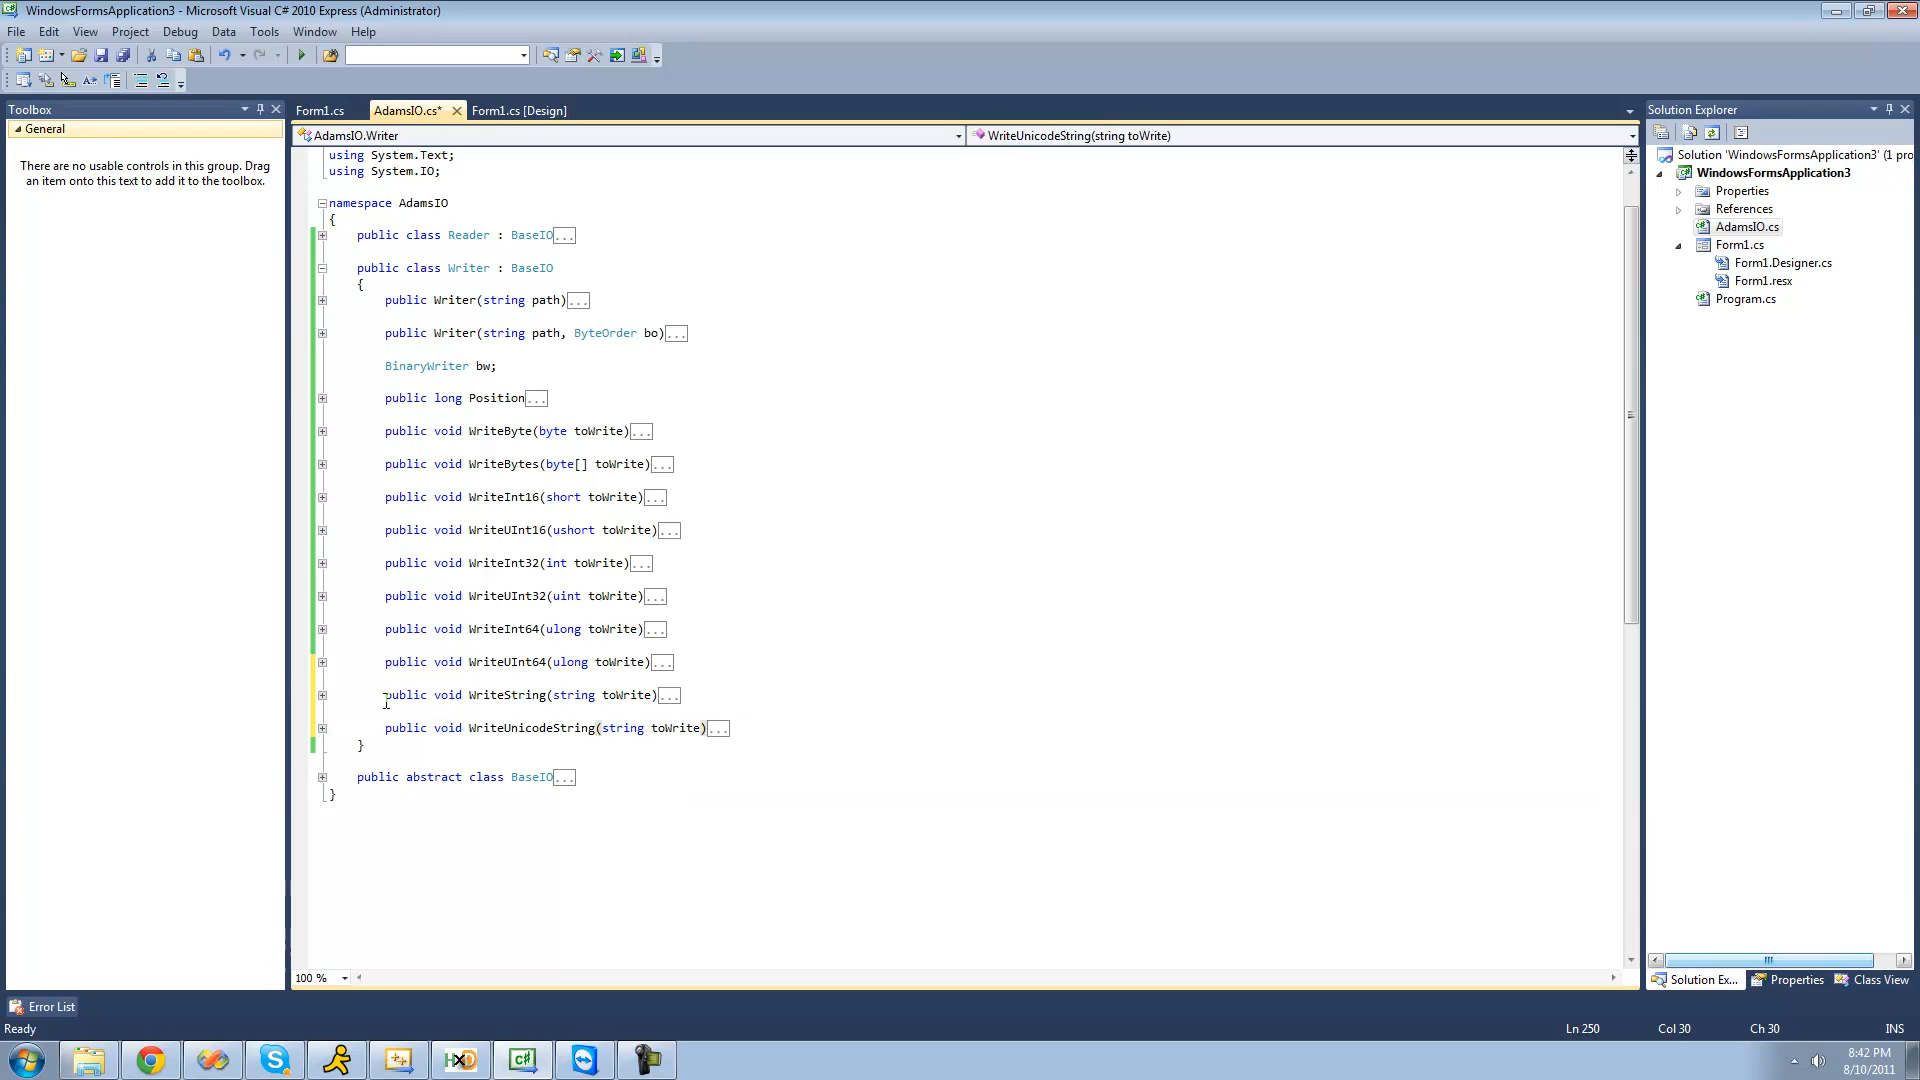 WindowsFormsApplication3 - Microsoft Visual C# 2010 Express (Administrator)
File Edit View Project Debug Data Tools Window Help
Toolbox
General
There are no usable controls in this group. Drag
an item onto this text to add it to the toolbox.
Form1.cs AdamsIO.cs* Form1.cs [Design]
AdamsIO.Writer WriteUnicodeString(string toWrite)
using System.Text;
using System.IO;
namespace AdamsIO
{
public class Reader : BaseIO...
public class Writer : BaseIO
{
public Writer(string path)...
public Writer(string path, ByteOrder bo)...
BinaryWriter bw;
public long Position...
public void WriteByte(byte toWrite)...
public void WriteBytes(byte[] toWrite)...
public void WriteInt16(short toWrite)...
public void WriteUInt16(ushort toWrite)...
public void WriteInt32(int toWrite)...
public void WriteUInt32(uint toWrite)...
public void WriteInt64(ulong toWrite)...
public void WriteUInt64(ulong toWrite)...
public void WriteString(string toWrite)...
public void WriteUnicodeString(string toWrite)...
}
public abstract class BaseIO...
}
100 %
Solution Explorer
Solution 'WindowsFormsApplication3' (1 pro
WindowsFormsApplication3
Properties
References
AdamsIO.cs
Form1.cs
Form1.Designer.cs
Form1.resx
Program.cs
Solution Ex... Properties Class View
Error List
Ready Ln 250 Col 30 Ch 30 INS
8:42 PM
8/10/2011